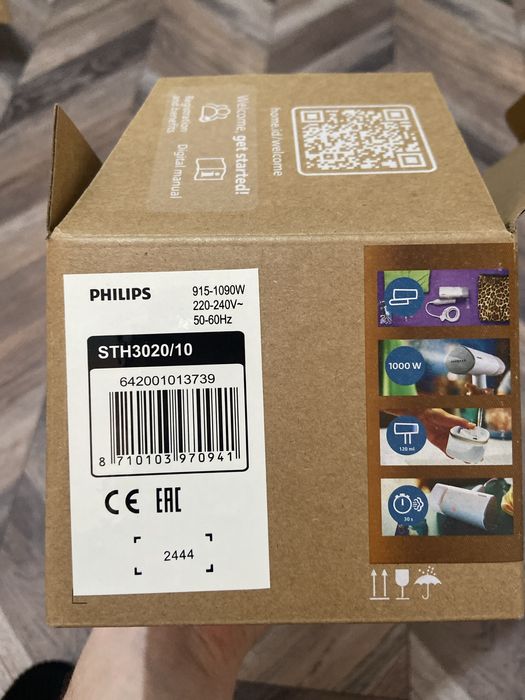 home.id/welcome
Welcome, get started!
Registration
and benefits
Digital manual
PHILIPS
915-1090W
220-240V~
50-60Hz
STH3020/10
642001013739
8 710103 970941
CE EAC
2444
1000 W
120 ml
30 s